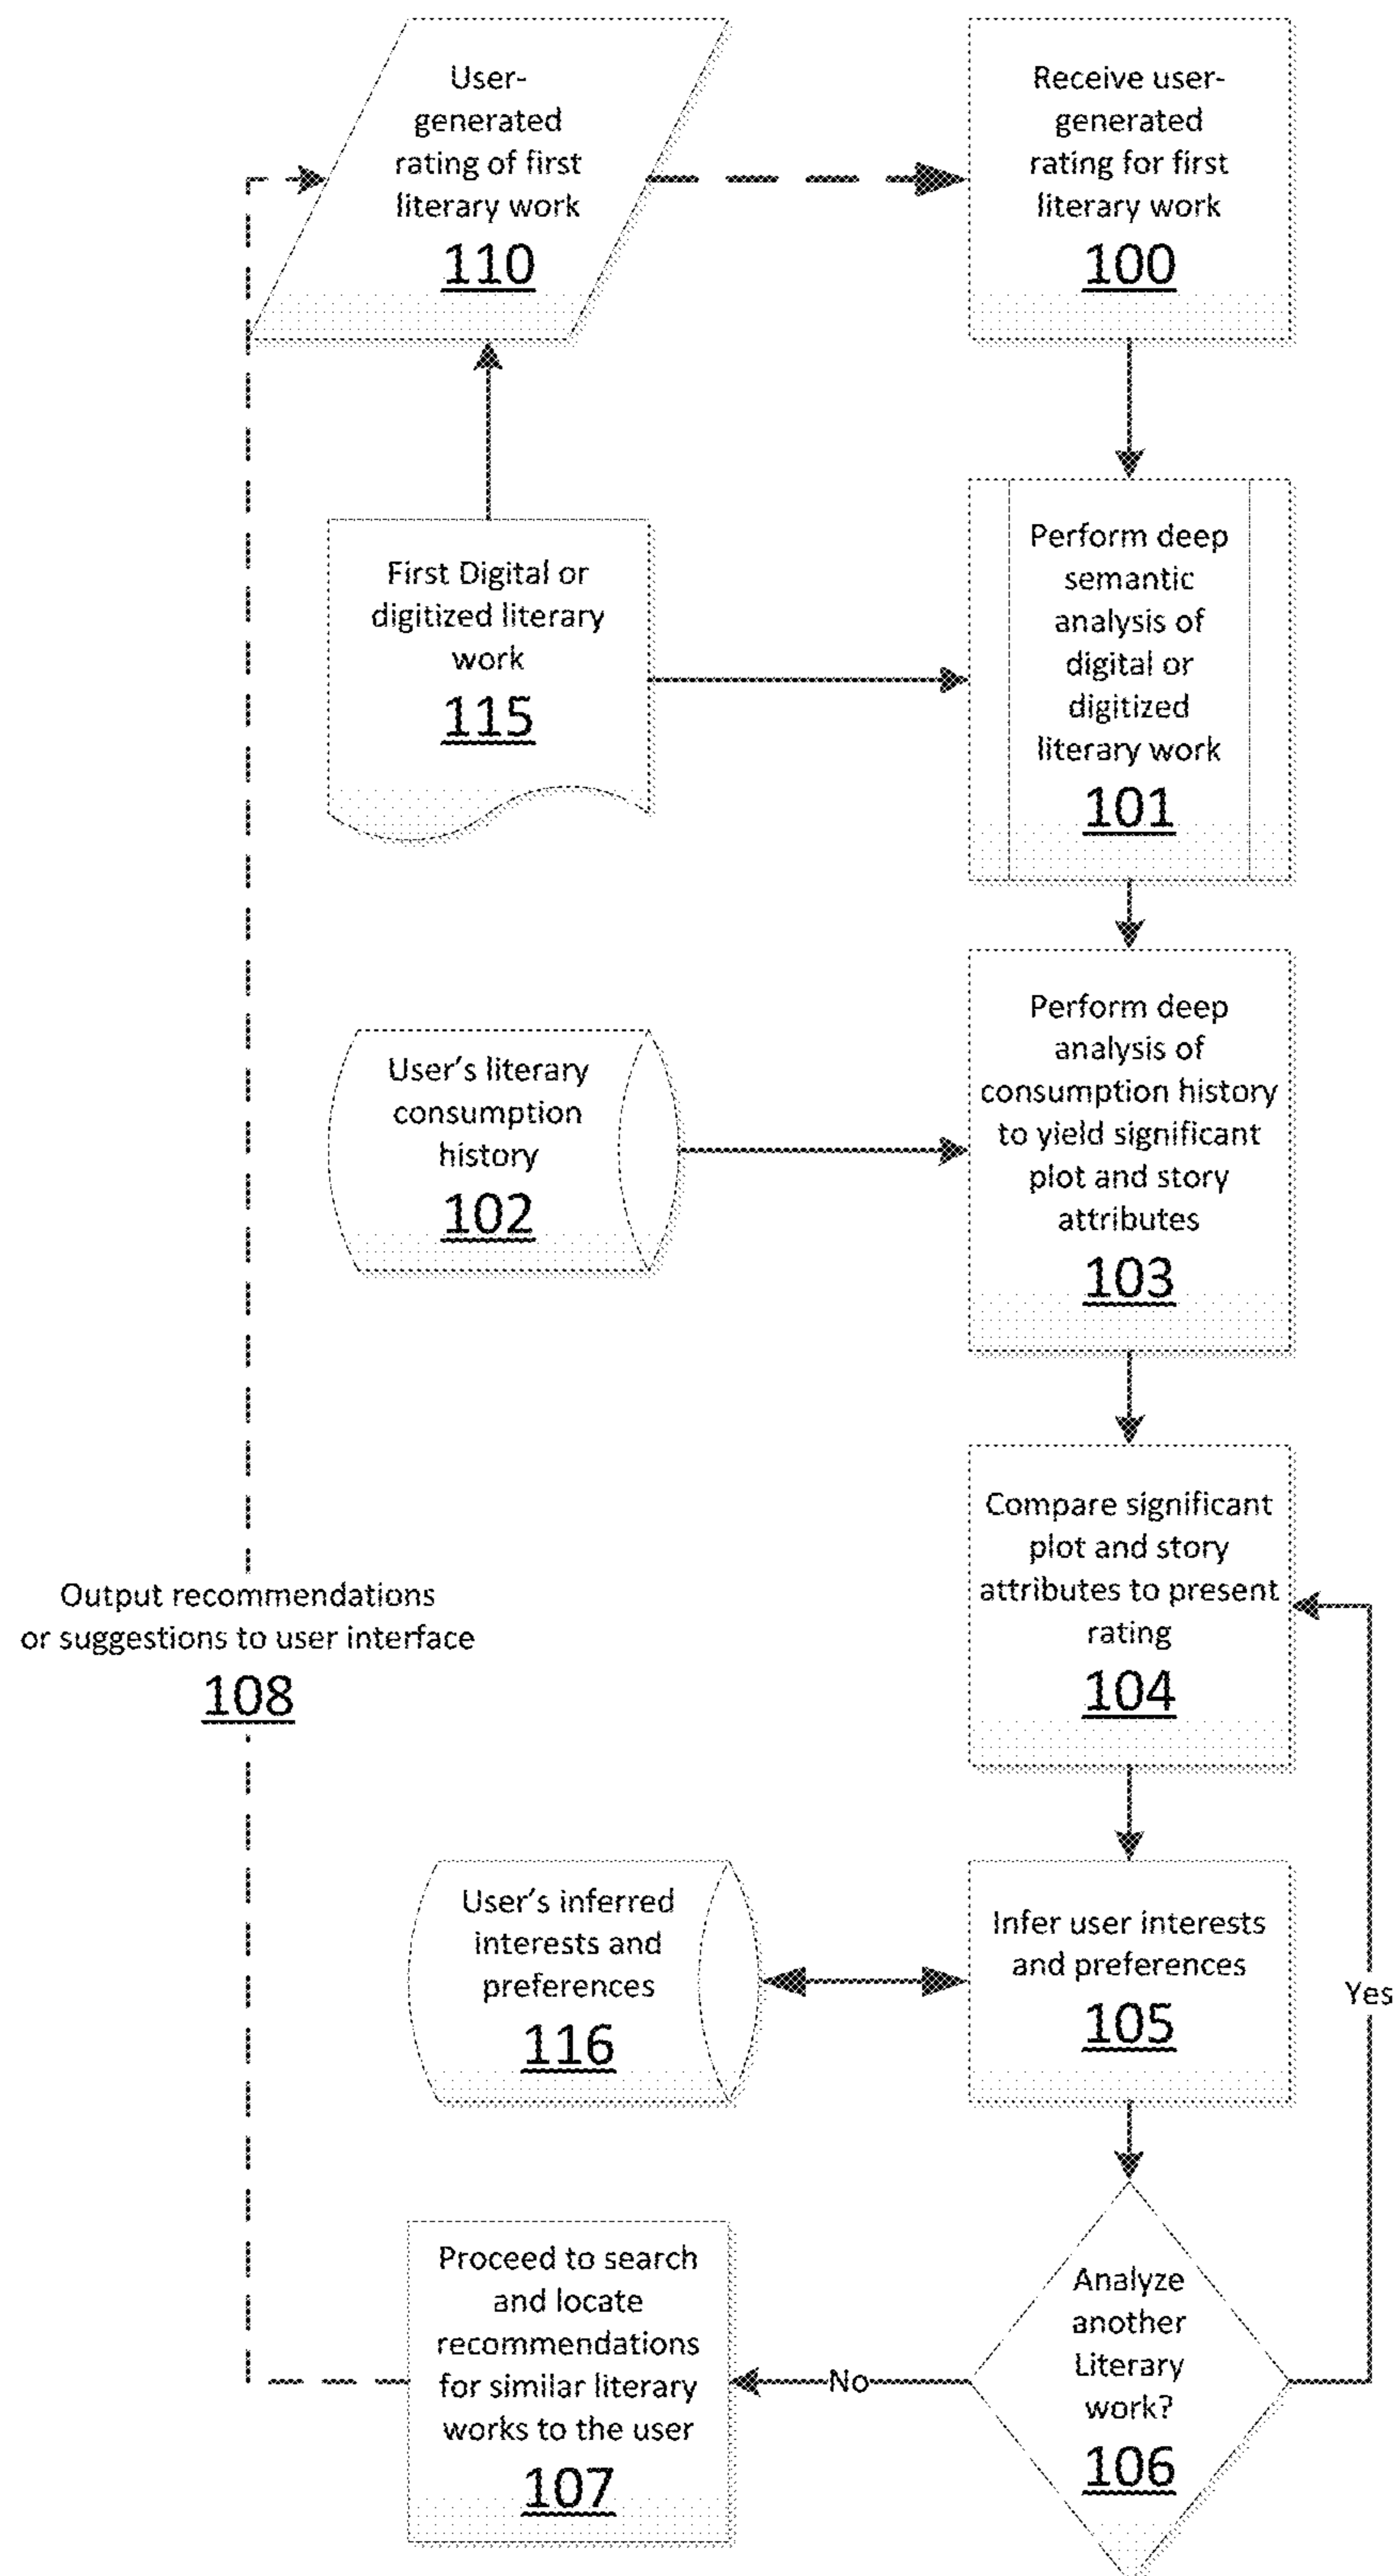 User-
generated
rating of first
literary work
110
Receive user-
generated
rating for first
literary work
100
First Digital or
digitized literary
work
115
Perform deep
semantic
analysis of
digital or
digitized
literary work
101
User's literary
consumption
history
102
Perform deep
analysis of
consumption history
to yield significant
plot and story
attributes
103
Compare significant
plot and story
attributes to present
rating
104
Output recommendations
or suggestions to user interface
108
User's inferred
interests and
preferences
116
Infer user interests
and preferences
105
Yes
Proceed to search
and locate
recommendations
for similar literary
works to the user
107
No
Analyze
another
Literary
work?
106